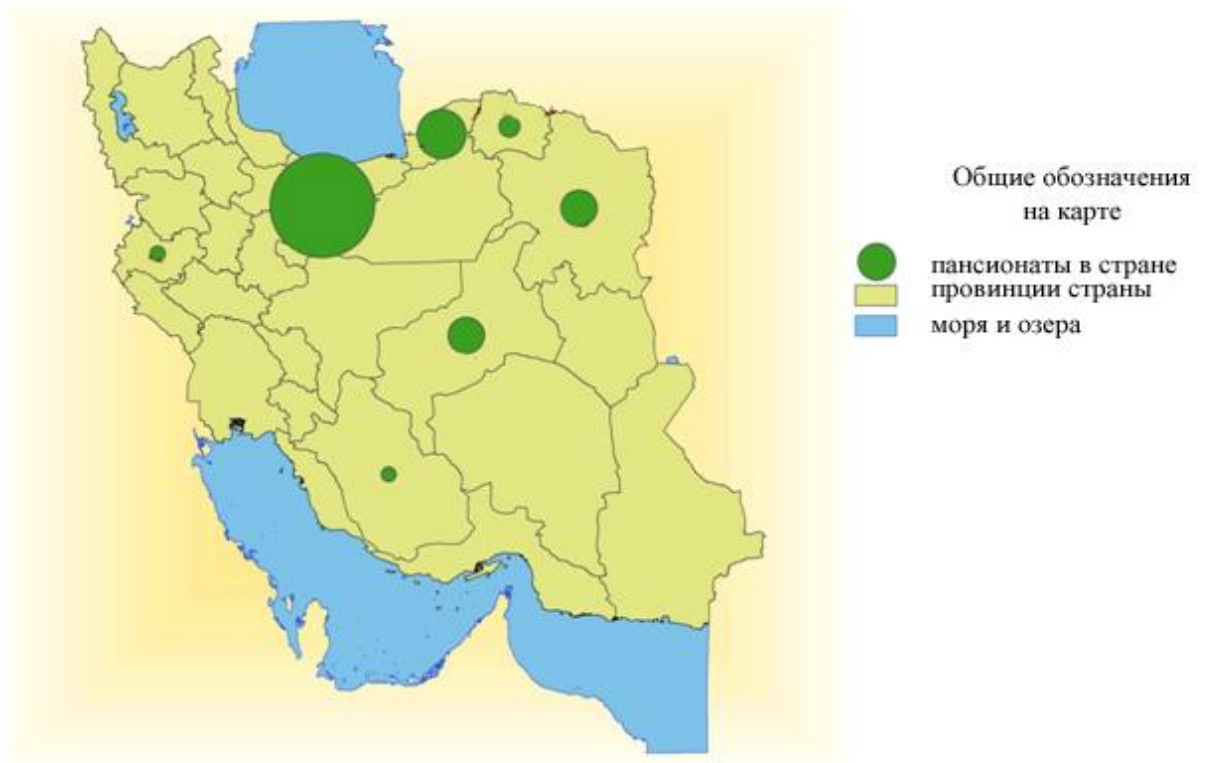 Общие обозначения
на карте
пансионаты в стране
провинции страны
моря и озера